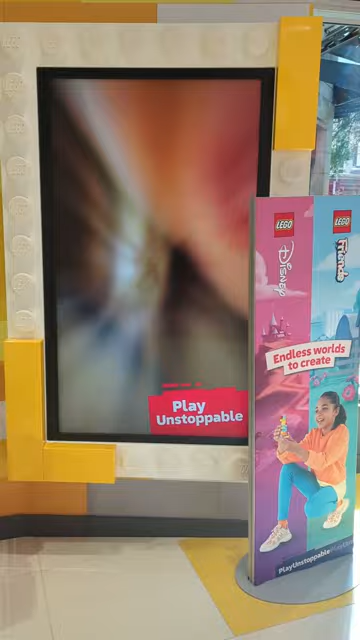 Play
Unstoppable
LEGO
DISNEY
LEGO
Friends
Endless worlds
to create
PlayUnstoppable